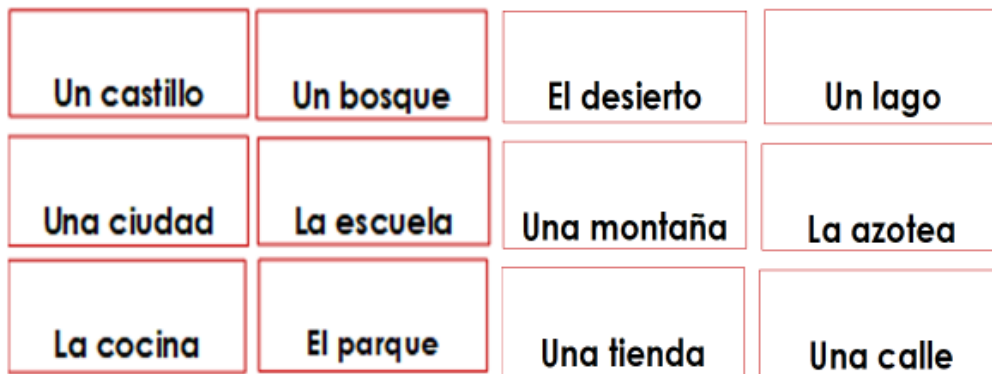 Un castillo
Un bosque
El desierto
Un lago
Una ciudad
La escuela
Una montaña
La azotea
La cocina
El parque
Una tienda
Una calle